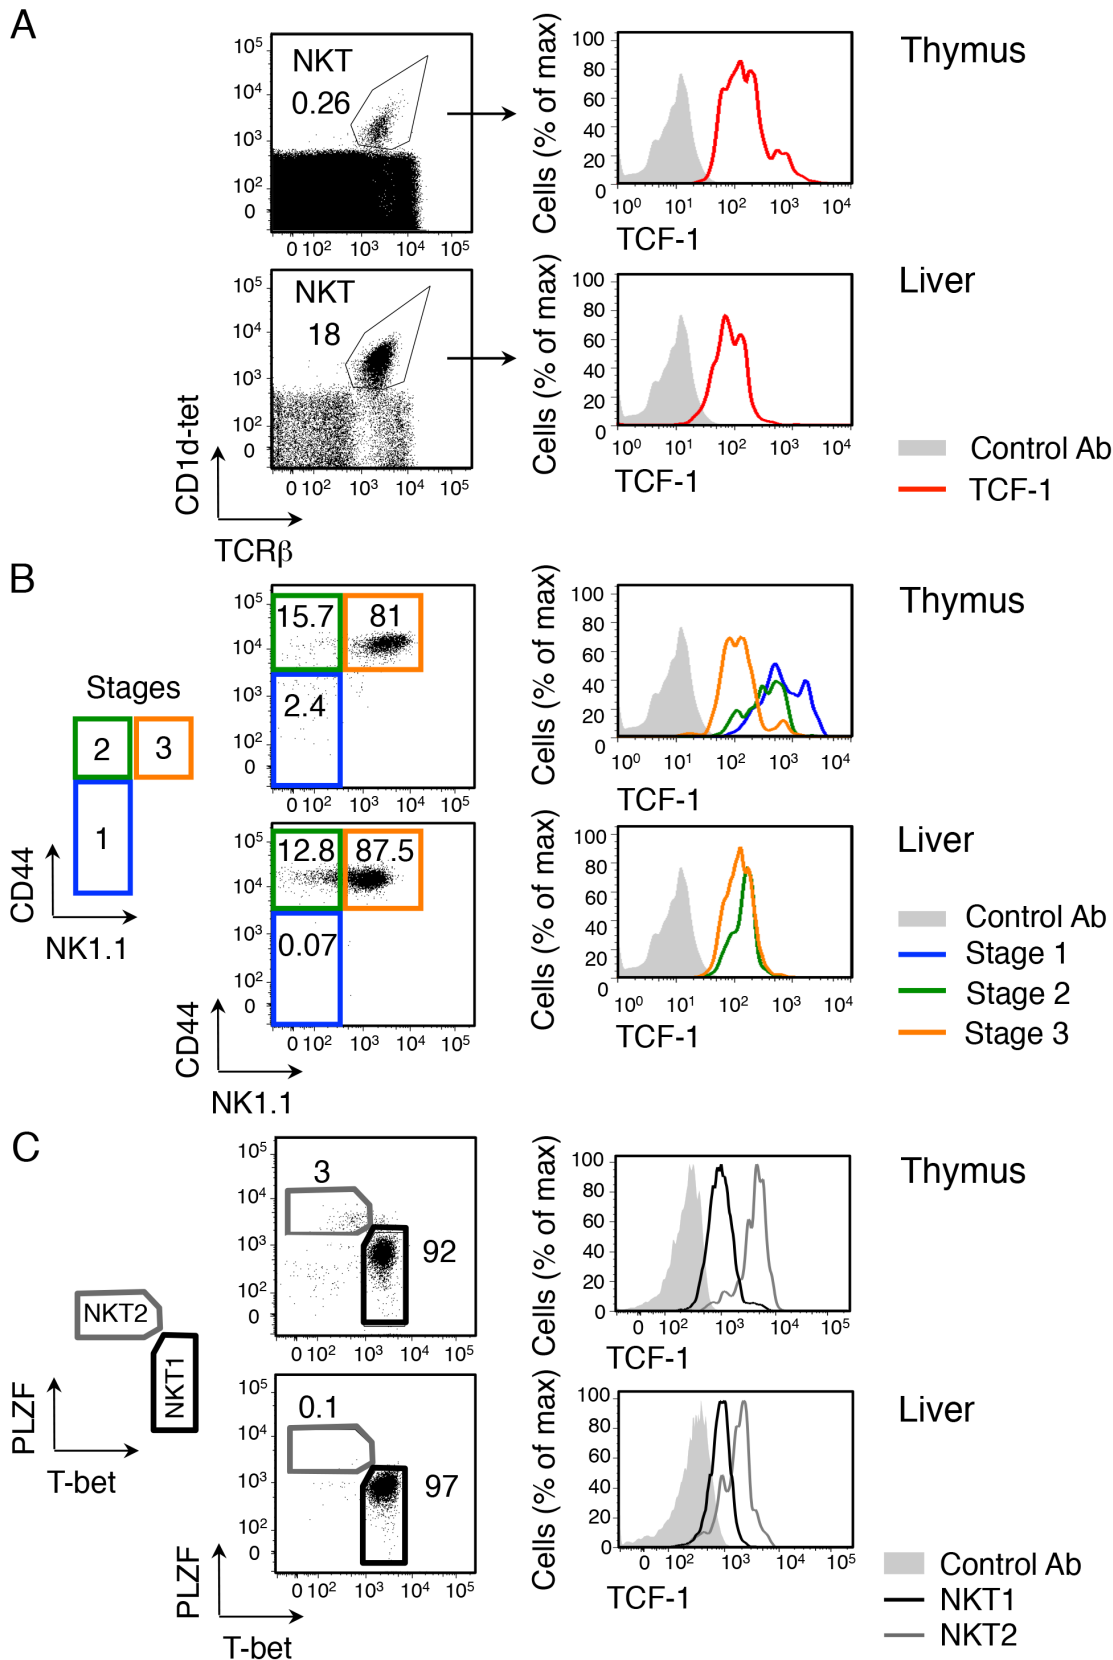 A
NKT
0.26
10⁵
10⁴
10³
10²
0
0 10² 10³ 10⁴ 10⁵
Cells (% of max)
100
80
60
40
20
0
10⁰ 10¹ 10² 10³ 10⁴
TCF-1
Thymus
NKT
18
10⁵
10⁴
10³
10²
0
0 10² 10³ 10⁴ 10⁵
CD1d-tet
TCRβ
Cells (% of max)
100
80
60
40
20
0
10⁰ 10¹ 10² 10³ 10⁴
TCF-1
Liver
Control Ab
TCF-1
B
Stages
2 3
1
CD44
NK1.1
10⁵
10⁴
10³
10²
0
15.7 81
2.4
0 10² 10³ 10⁴ 10⁵
Cells (% of max)
100
80
60
40
20
0
10⁰ 10¹ 10² 10³ 10⁴
TCF-1
Thymus
10⁵
10⁴
10³
10²
0
12.8 87.5
0.07
0 10² 10³ 10⁴ 10⁵
CD44
NK1.1
Cells (% of max)
100
80
60
40
20
0
10⁰ 10¹ 10² 10³ 10⁴
TCF-1
Liver
Control Ab
Stage 1
Stage 2
Stage 3
C
NKT2
NKT1
PLZF
T-bet
10⁵
10⁴
10³
10²
0
3
92
0 10² 10³ 10⁴ 10⁵
Cells (% of max)
100
80
60
40
20
0
0 10² 10³ 10⁴ 10⁵
TCF-1
Thymus
10⁵
10⁴
10³
10²
0
0.1
97
0 10² 10³ 10⁴ 10⁵
PLZF
T-bet
Cells (% of max)
100
80
60
40
20
0
0 10² 10³ 10⁴ 10⁵
TCF-1
Liver
Control Ab
NKT1
NKT2